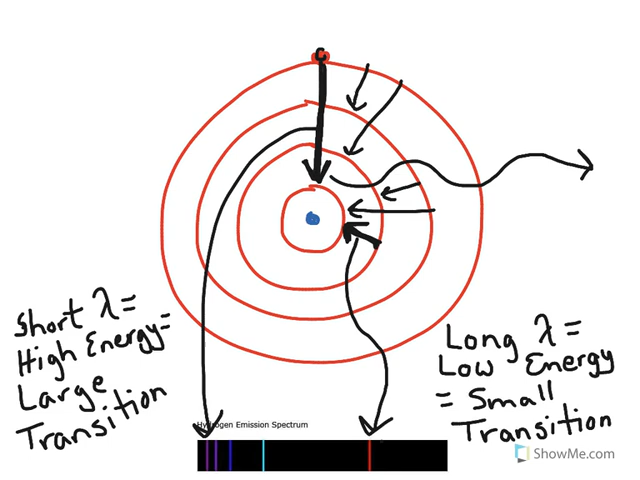 Short λ =
High Energy =
Large
Transition
Long λ =
Low Energy
= Small
Transition
Hydrogen Emission Spectrum
ShowMe.com